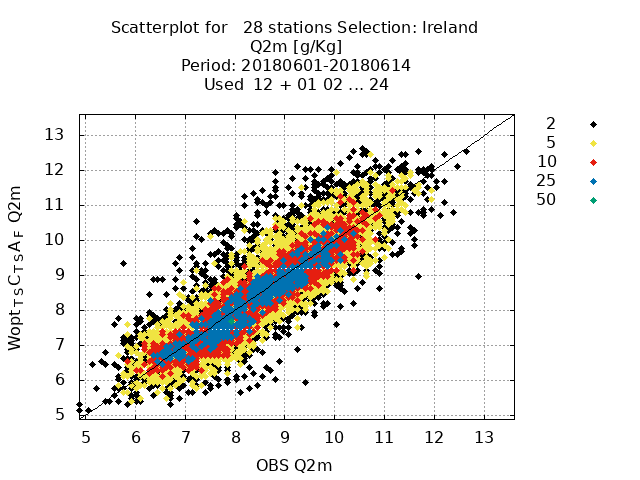 Scatterplot for 28 stations Selection: Ireland
Q2m [g/Kg]
Period: 20180601-20180614
Used 12 + 01 02 ... 24
2
5
10
25
50
13
12
11
10
9
8
7
6
5
Wopt T S C T S A F Q2m
5 6 7 8 9 10 11 12 13
OBS Q2m